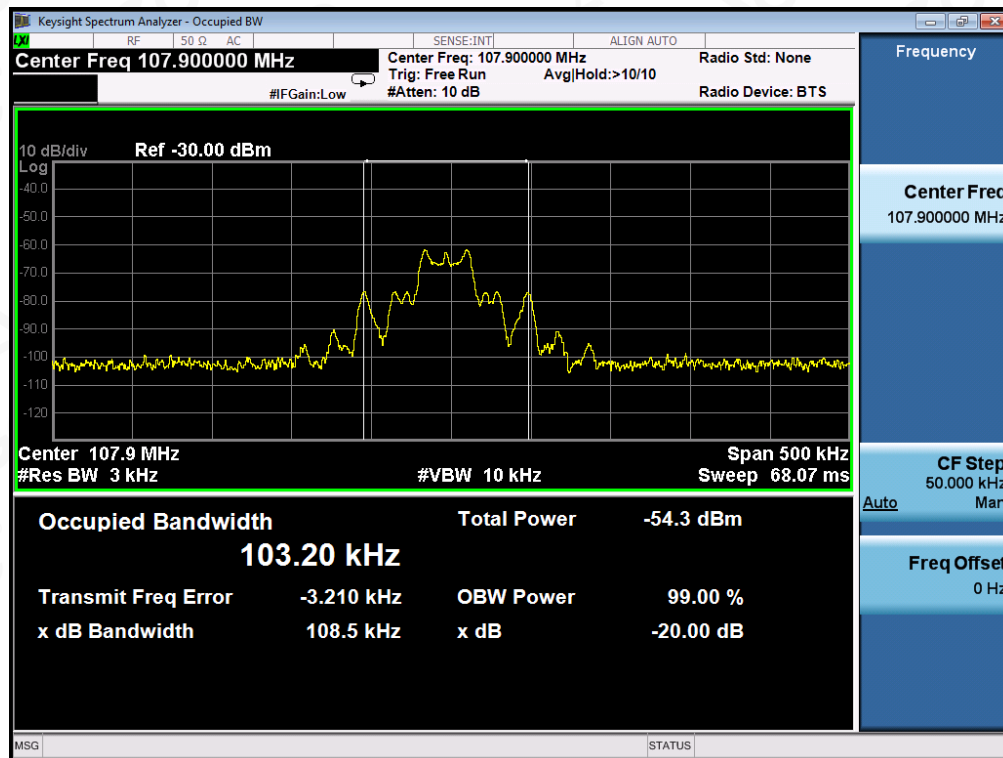 Keysight Spectrum Analyzer - Occupied BW
LXI RF 50 Ω AC SENSE:INT ALIGN AUTO
Center Freq 107.900000 MHz
Center Freq: 107.900000 MHz Radio Std: None
Trig: Free Run Avg|Hold:>10/10
#IFGain:Low #Atten: 10 dB Radio Device: BTS
10 dB/div Ref -30.00 dBm
Log
-40.0
-50.0
-60.0
-70.0
-80.0
-90.0
-100
-110
-120
Center 107.9 MHz Span 500 kHz
#Res BW 3 kHz #VBW 10 kHz Sweep 68.07 ms
Occupied Bandwidth Total Power -54.3 dBm
103.20 kHz
Transmit Freq Error -3.210 kHz OBW Power 99.00 %
x dB Bandwidth 108.5 kHz x dB -20.00 dB
MSG STATUS
Frequency
Center Freq
107.900000 MHz
CF Step
50.000 kHz
Auto Man
Freq Offset
0 Hz